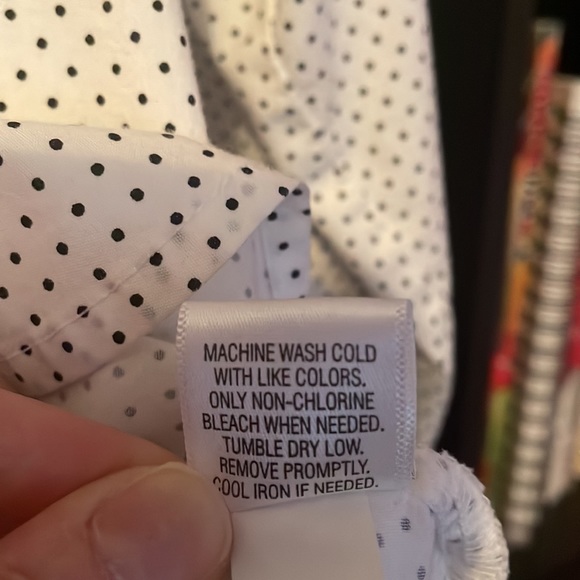 MACHINE WASH COLD
WITH LIKE COLORS.
ONLY NON-CHLORINE
BLEACH WHEN NEEDED.
TUMBLE DRY LOW.
REMOVE PROMPTLY.
COOL IRON IF NEEDED.